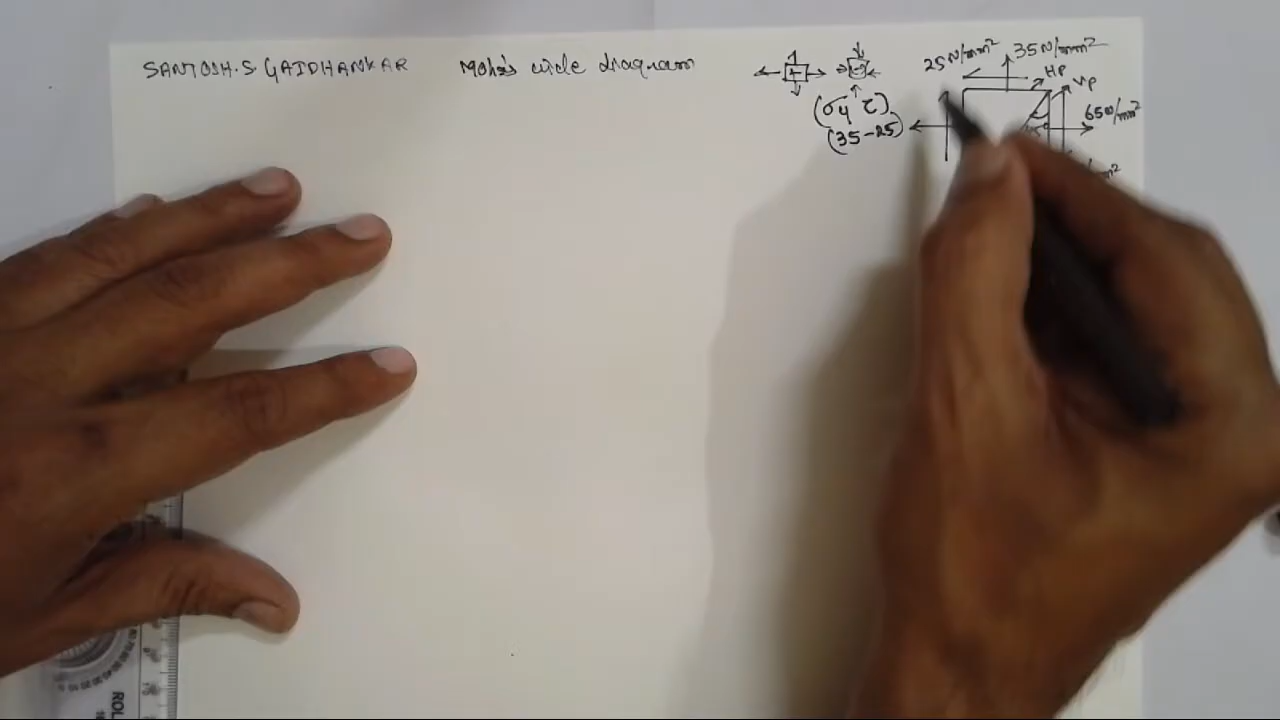 SANTOSH.S GAIDHANKAR
Mohr's circle diagram
25 N/mm²
35 N/mm²
HP
VP
(σy τ)
(35 -25)
65 N/mm²